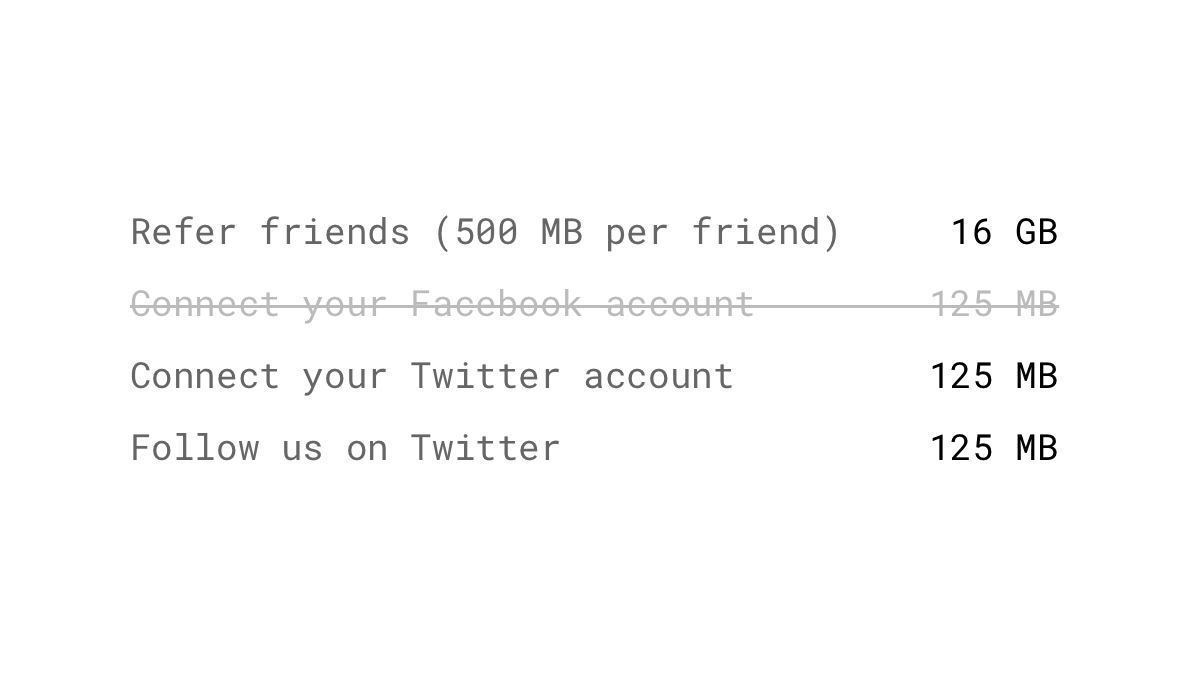 Refer friends (500 MB per friend) 16 GB
Connect your Facebook account 125 MB
Connect your Twitter account 125 MB
Follow us on Twitter 125 MB